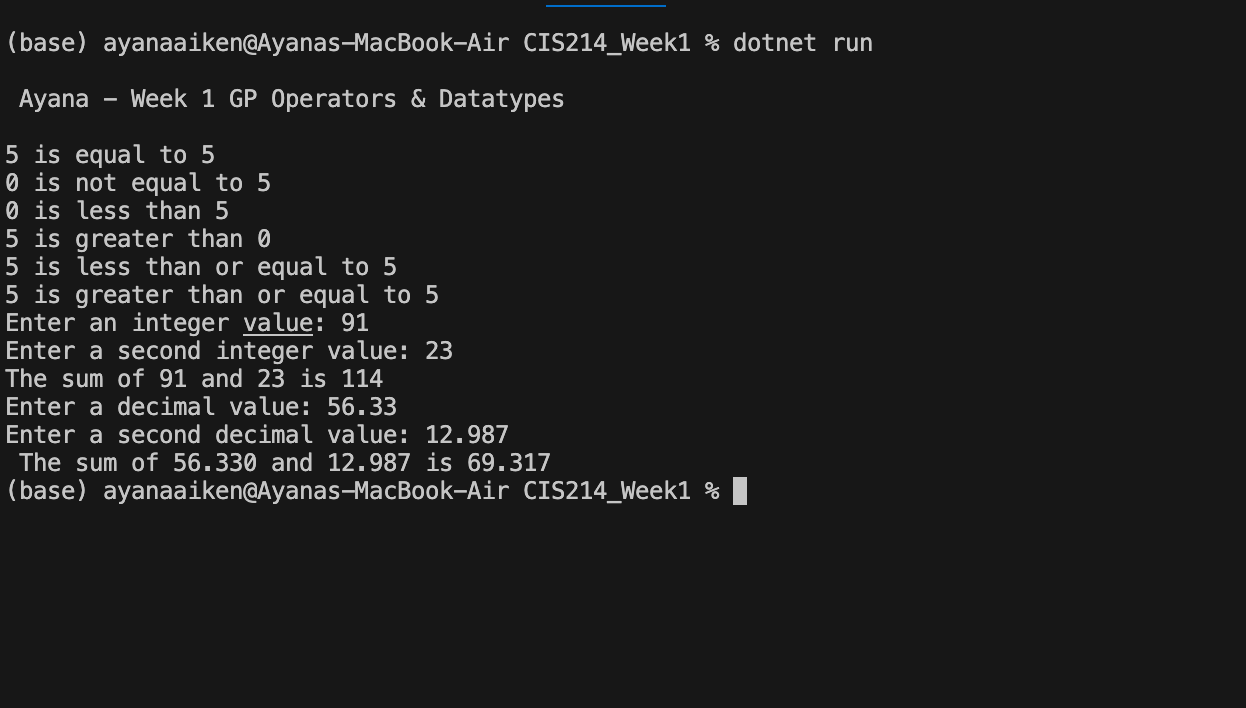 (base) ayanaaiken@Ayanas-MacBook-Air CIS214_Week1 % dotnet run
Ayana - Week 1 GP Operators & Datatypes
5 is equal to 5
0 is not equal to 5
0 is less than 5
5 is greater than 0
5 is less than or equal to 5
5 is greater than or equal to 5
Enter an integer value: 91
Enter a second integer value: 23
The sum of 91 and 23 is 114
Enter a decimal value: 56.33
Enter a second decimal value: 12.987
The sum of 56.330 and 12.987 is 69.317
(base) ayanaaiken@Ayanas-MacBook-Air CIS214_Week1 %